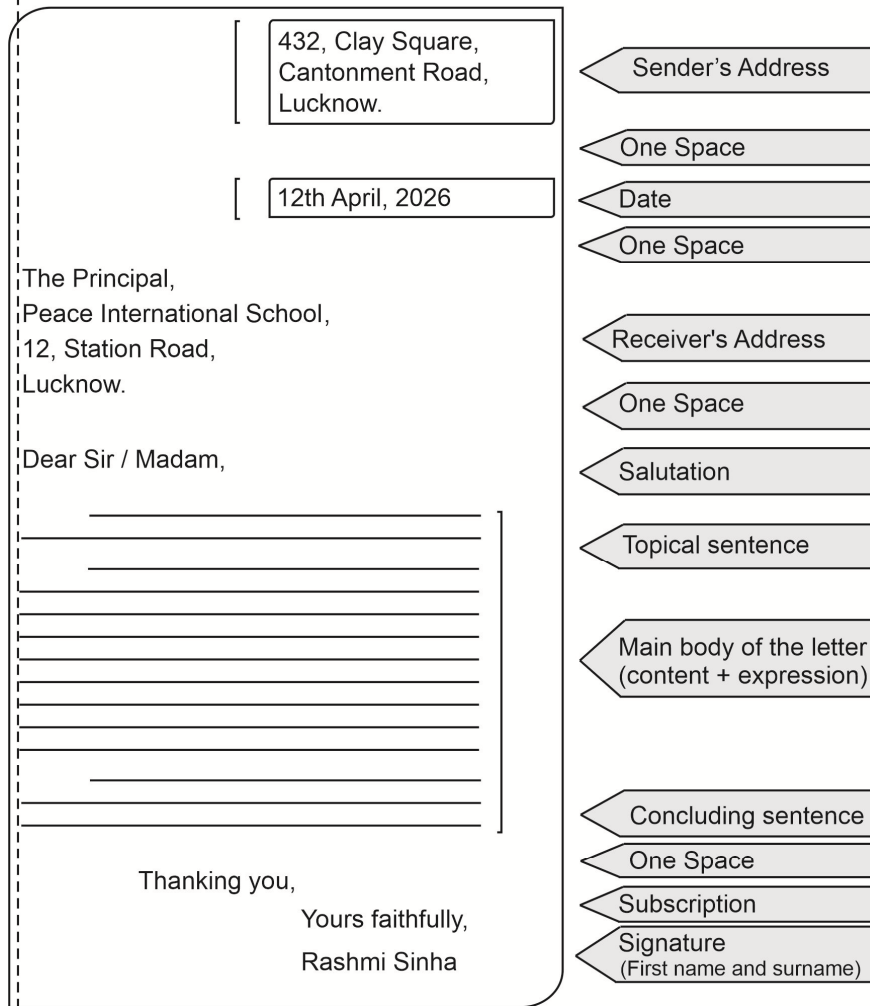 432, Clay Square,
Cantonment Road,
Lucknow.
Sender's Address
One Space
12th April, 2026
Date
One Space
The Principal,
Peace International School,
12, Station Road,
Lucknow.
Receiver's Address
One Space
Dear Sir / Madam,
Salutation
Topical sentence
Main body of the letter
(content + expression)
Concluding sentence
One Space
Thanking you,
Yours faithfully,
Subscription
Rashmi Sinha
Signature
(First name and surname)